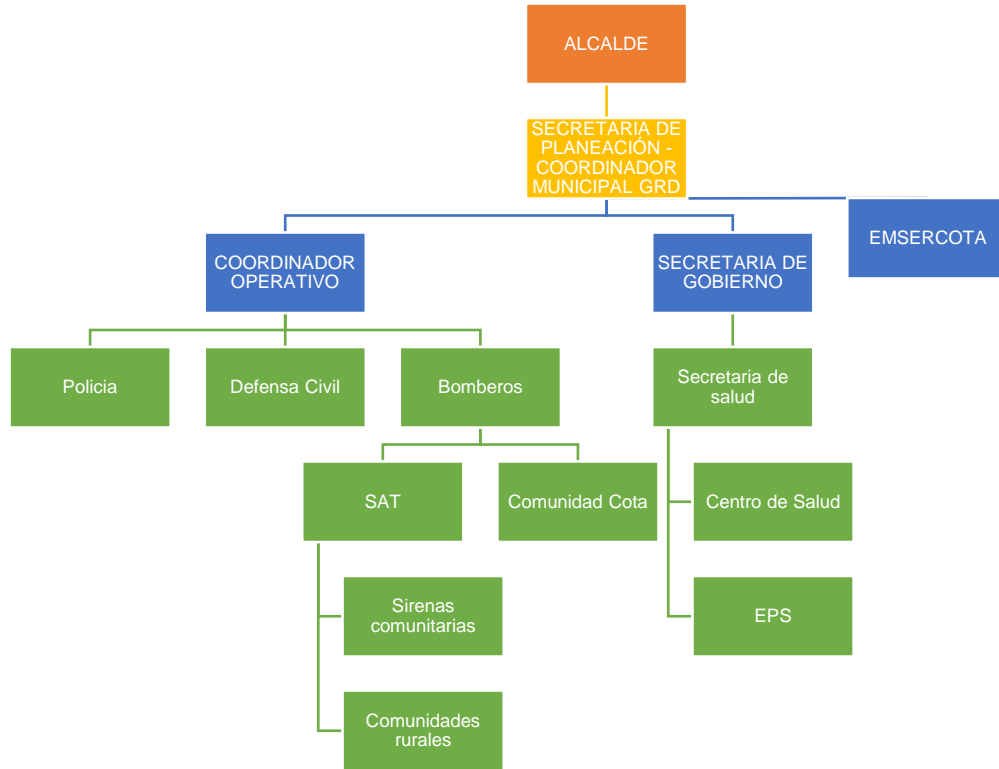 ALCALDE
SECRETARIA DE
PLANEACIÓN -
COORDINADOR
MUNICIPAL GRD
EMSERCOTA
COORDINADOR
OPERATIVO
SECRETARIA DE
GOBIERNO
Policia
Defensa Civil
Bomberos
Secretaria de
salud
SAT
Comunidad Cota
Centro de Salud
Sirenas
comunitarias
EPS
Comunidades
rurales